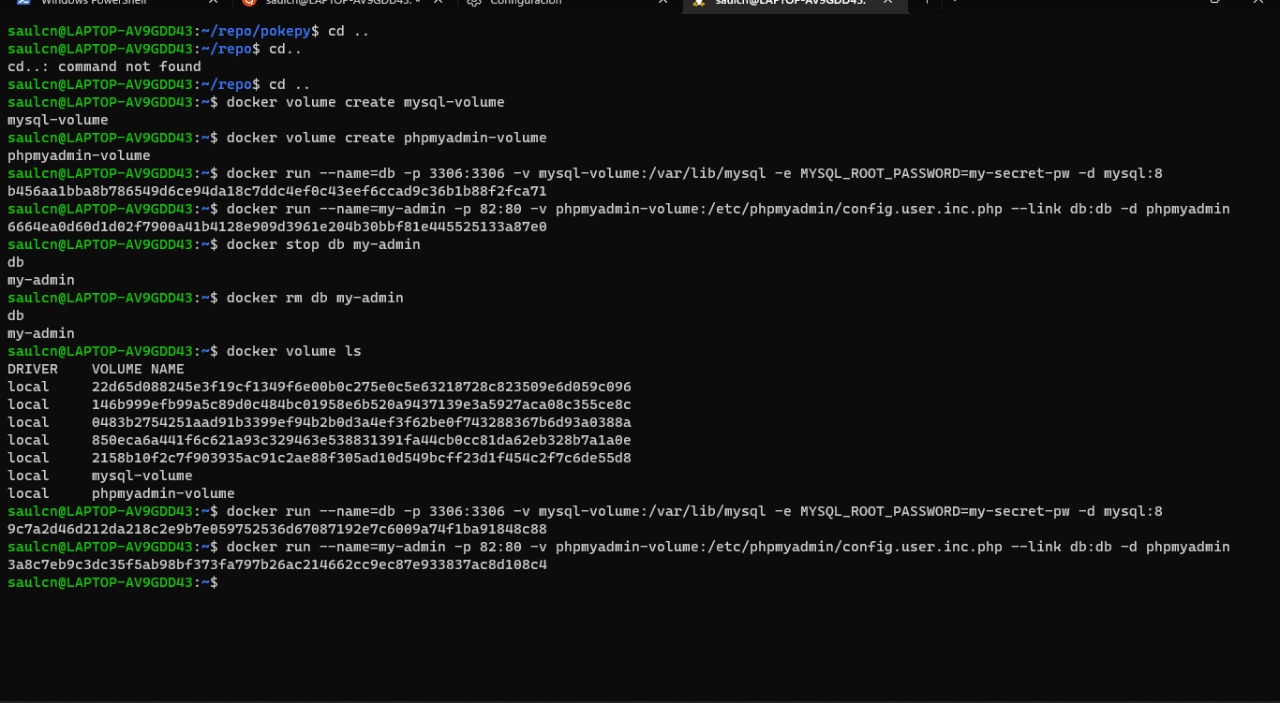 Windows PowerShell
saulcn@LAPTOP-AV9GDD43: ~
Configuración
saulcn@LAPTOP-AV9GDD43:
saulcn@LAPTOP-AV9GDD43:~/repo/pokepy$ cd ..
saulcn@LAPTOP-AV9GDD43:~/repo$ cd..
cd..: command not found
saulcn@LAPTOP-AV9GDD43:~/repo$ cd ..
saulcn@LAPTOP-AV9GDD43:~$ docker volume create mysql-volume
mysql-volume
saulcn@LAPTOP-AV9GDD43:~$ docker volume create phpmyadmin-volume
phpmyadmin-volume
saulcn@LAPTOP-AV9GDD43:~$ docker run --name=db -p 3306:3306 -v mysql-volume:/var/lib/mysql -e MYSQL_ROOT_PASSWORD=my-secret-pw -d mysql:8
b456aa1bba8b786549d6ce94da18c7ddc4ef0c43eef6ccad9c36b1b88f2fca71
saulcn@LAPTOP-AV9GDD43:~$ docker run --name=my-admin -p 82:80 -v phpmyadmin-volume:/etc/phpmyadmin/config.user.inc.php --link db:db -d phpmyadmin
6664ea0d60d1d02f7900a41b4128e909d3961e204b30bbf81e445525133a87e0
saulcn@LAPTOP-AV9GDD43:~$ docker stop db my-admin
db
my-admin
saulcn@LAPTOP-AV9GDD43:~$ docker rm db my-admin
db
my-admin
saulcn@LAPTOP-AV9GDD43:~$ docker volume ls
DRIVER    VOLUME NAME
local     22d65d088245e3f19cf1349f6e00b0c275e0c5e63218728c823509e6d059c096
local     146b999efb99a5c89d0c484bc01958e6b520a9437139e3a5927aca08c355ce8c
local     0483b2754251aad91b3399ef94b2b0d3a4ef3f62be0f743288367b6d93a0388a
local     850eca6a441f6c621a93c329463e538831391fa44cb0cc81da62eb328b7a1a0e
local     2158b10f2c7f903935ac91c2ae88f305ad10d549bcff23d1f454c2f7c6de55d8
local     mysql-volume
local     phpmyadmin-volume
saulcn@LAPTOP-AV9GDD43:~$ docker run --name=db -p 3306:3306 -v mysql-volume:/var/lib/mysql -e MYSQL_ROOT_PASSWORD=my-secret-pw -d mysql:8
9c7a2d46d212da218c2e9b7e059752536d67087192e7c6009a74f1ba91848c88
saulcn@LAPTOP-AV9GDD43:~$ docker run --name=my-admin -p 82:80 -v phpmyadmin-volume:/etc/phpmyadmin/config.user.inc.php --link db:db -d phpmyadmin
3a8c7eb9c3dc35f5ab98bf373fa797b26ac214662cc9ec87e933837ac8d108c4
saulcn@LAPTOP-AV9GDD43:~$